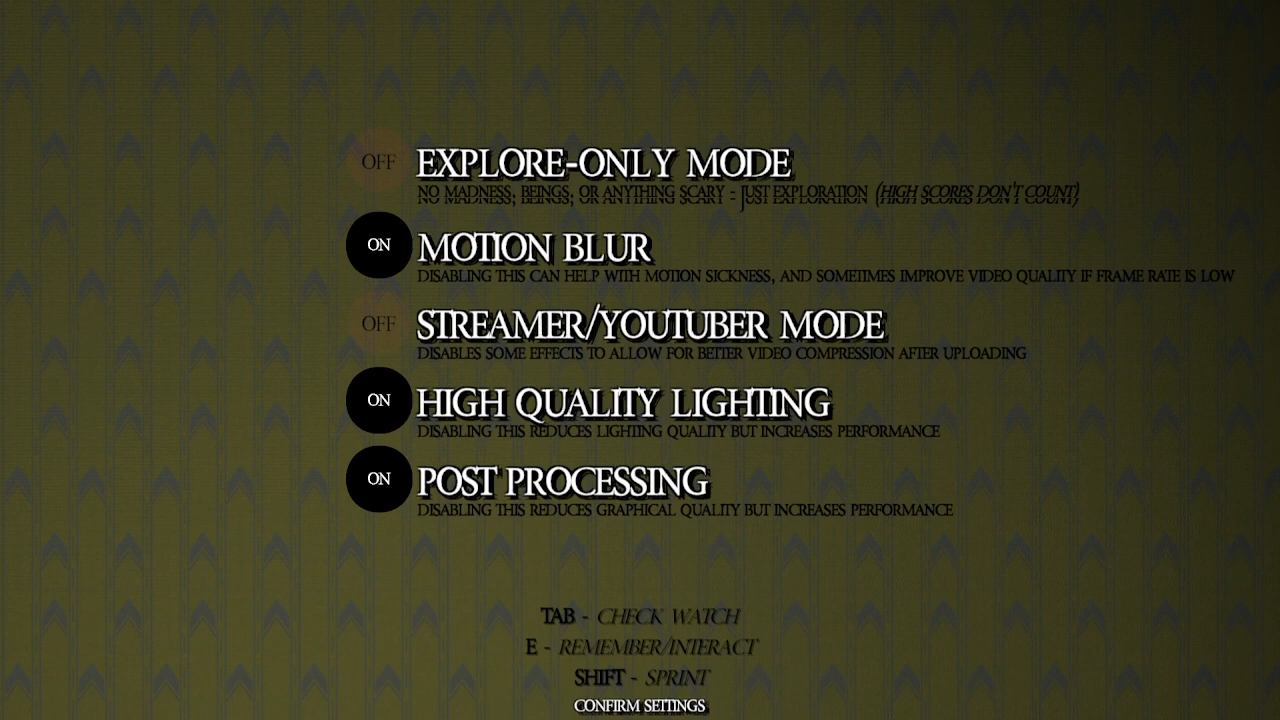 OFF EXPLORE-ONLY MODE
NO MADNESS, BEINGS, OR ANYTHING SCARY - JUST EXPLORATION (HIGH SCORES DON'T COUNT)
ON MOTION BLUR
DISABLING THIS CAN HELP WITH MOTION SICKNESS, AND SOMETIMES IMPROVE VIDEO QUALITY IF FRAME RATE IS LOW
OFF STREAMER/YOUTUBER MODE
DISABLES SOME EFFECTS TO ALLOW FOR BETTER VIDEO COMPRESSION AFTER UPLOADING
ON HIGH QUALITY LIGHTING
DISABLING THIS REDUCES LIGHTING QUALITY BUT INCREASES PERFORMANCE
ON POST PROCESSING
DISABLING THIS REDUCES GRAPHICAL QUALITY BUT INCREASES PERFORMANCE
TAB - CHECK WATCH
E - REMEMBER/INTERACT
SHIFT - SPRINT
CONFIRM SETTINGS